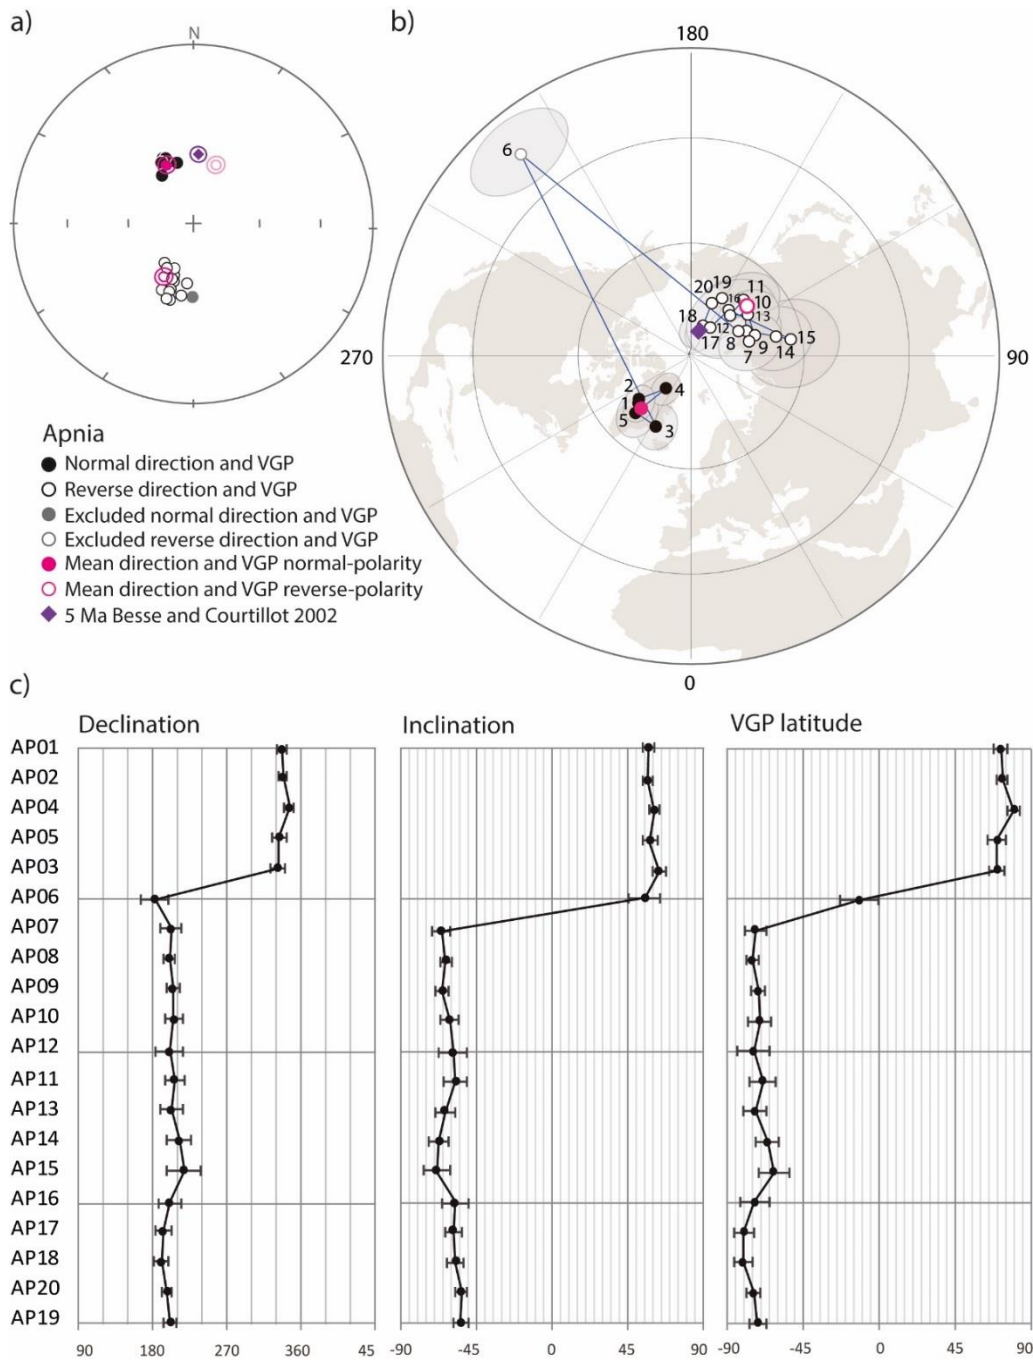 a)
N
b)
180
270
90
0
6
20
19
11
16
10
18
13
12
15
17
8
9
14
7
2
4
1
5
3
Apnia
Normal direction and VGP
Reverse direction and VGP
Excluded normal direction and VGP
Excluded reverse direction and VGP
Mean direction and VGP normal-polarity
Mean direction and VGP reverse-polarity
5 Ma Besse and Courtillot 2002
c)
Declination
Inclination
VGP latitude
AP01
AP02
AP04
AP05
AP03
AP06
AP07
AP08
AP09
AP10
AP12
AP11
AP13
AP14
AP15
AP16
AP17
AP18
AP20
AP19
90 180 270 360 45
-90 -45 0 45 90
-90 -45 0 45 90